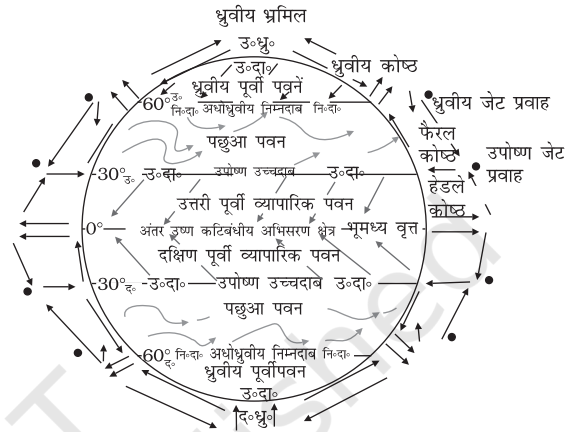 ध्रुवीय भ्रमिल
उ॰ध्रु॰
उ॰दा॰
ध्रुवीय कोष्ठ
ध्रुवीय पूर्वी पवनें
60° उ॰
नि॰दा॰ अधोध्रुवीय निम्नदाब नि॰दा॰
ध्रुवीय जेट प्रवाह
पछुआ पवन
फैरल
कोष्ठ
उपोष्ण जेट
प्रवाह
30° उ॰ उ॰दा॰ उपोष्ण उच्चदाब उ॰दा॰
हेडले
कोष्ठ
उत्तरी पूर्वी व्यापारिक पवन
0° अंतर उष्ण कटिबंधीय अभिसरण क्षेत्र भूमध्य वृत्त
दक्षिण पूर्वी व्यापारिक पवन
30° द॰ उ॰दा॰ उपोष्ण उच्चदाब उ॰दा॰
पछुआ पवन
60° द॰ नि॰दा॰ अधोध्रुवीय निम्नदाब नि॰दा॰
ध्रुवीय पूर्वीपवन
उ॰दा॰
द॰ध्रु॰